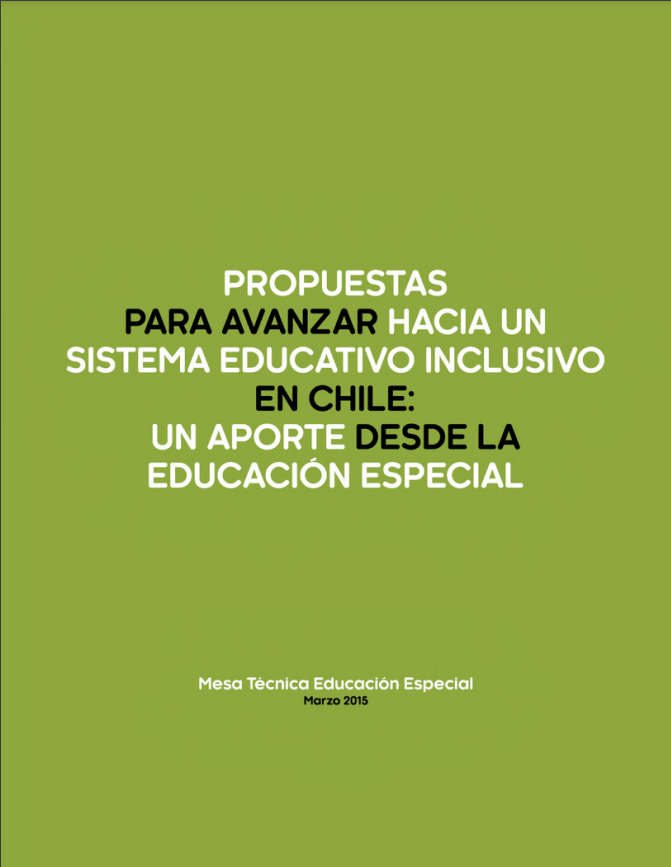 PROPUESTAS
PARA AVANZAR HACIA UN
SISTEMA EDUCATIVO INCLUSIVO
EN CHILE:
UN APORTE DESDE LA
EDUCACIÓN ESPECIAL
Mesa Técnica Educación Especial
Marzo 2015